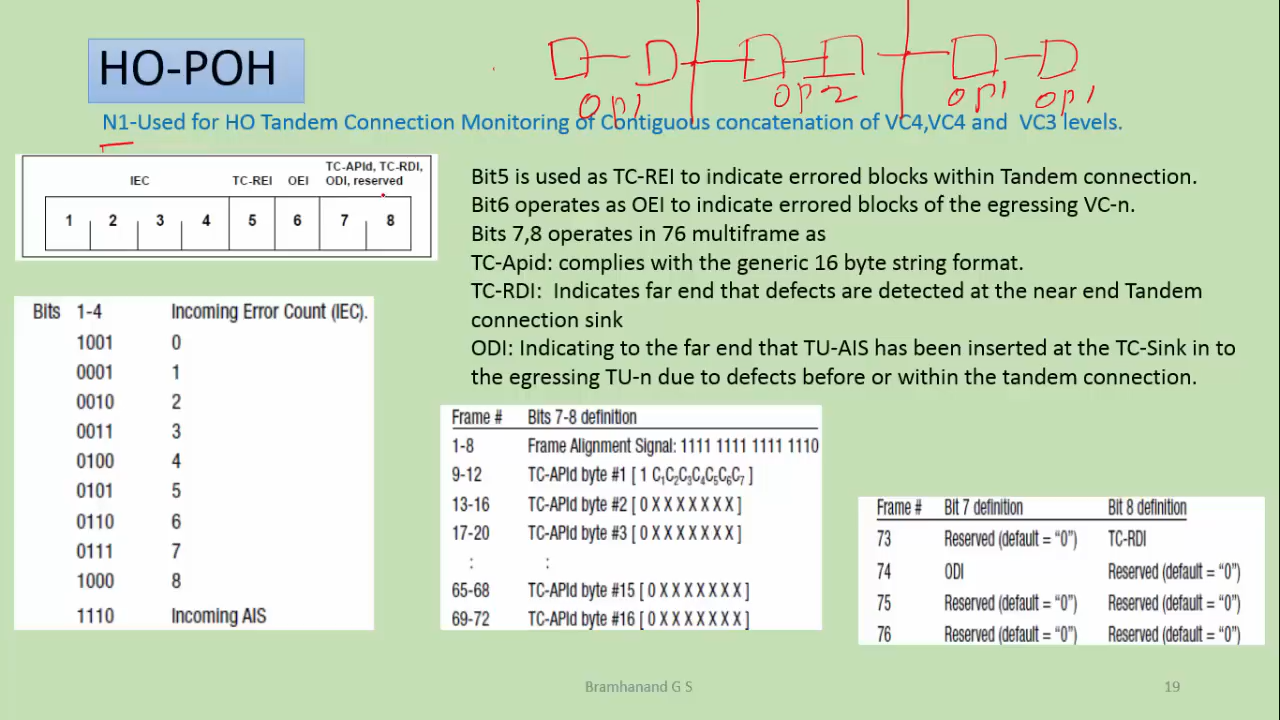 HO-POH
op1 op2 op1 op1
N1-Used for HO Tandem Connection Monitoring of Contiguous concatenation of VC4,VC4 and VC3 levels.
IEC TC-REI OEI TC-APId, TC-RDI,
ODI, reserved
1 2 3 4 5 6 7 8
Bit5 is used as TC-REI to indicate errored blocks within Tandem connection.
Bit6 operates as OEI to indicate errored blocks of the egressing VC-n.
Bits 7,8 operates in 76 multiframe as
TC-Apid: complies with the generic 16 byte string format.
TC-RDI: Indicates far end that defects are detected at the near end Tandem
connection sink
ODI: Indicating to the far end that TU-AIS has been inserted at the TC-Sink in to
the egressing TU-n due to defects before or within the tandem connection.
Bits 1-4 Incoming Error Count (IEC).
1001 0
0001 1
0010 2
0011 3
0100 4
0101 5
0110 6
0111 7
1000 8
1110 Incoming AIS
Frame # Bits 7-8 definition
1-8 Frame Alignment Signal: 1111 1111 1111 1110
9-12 TC-APId byte #1 [ 1 C1C2C3C4C5C6C7 ]
13-16 TC-APId byte #2 [ 0 X X X X X X X ]
17-20 TC-APId byte #3 [ 0 X X X X X X X ]
: :
65-68 TC-APId byte #15 [ 0 X X X X X X X ]
69-72 TC-APId byte #16 [ 0 X X X X X X X ]
Frame # Bit 7 definition Bit 8 definition
73 Reserved (default = “0”) TC-RDI
74 ODI Reserved (default = “0”)
75 Reserved (default = “0”) Reserved (default = “0”)
76 Reserved (default = “0”) Reserved (default = “0”)
Bramhanand G S
19